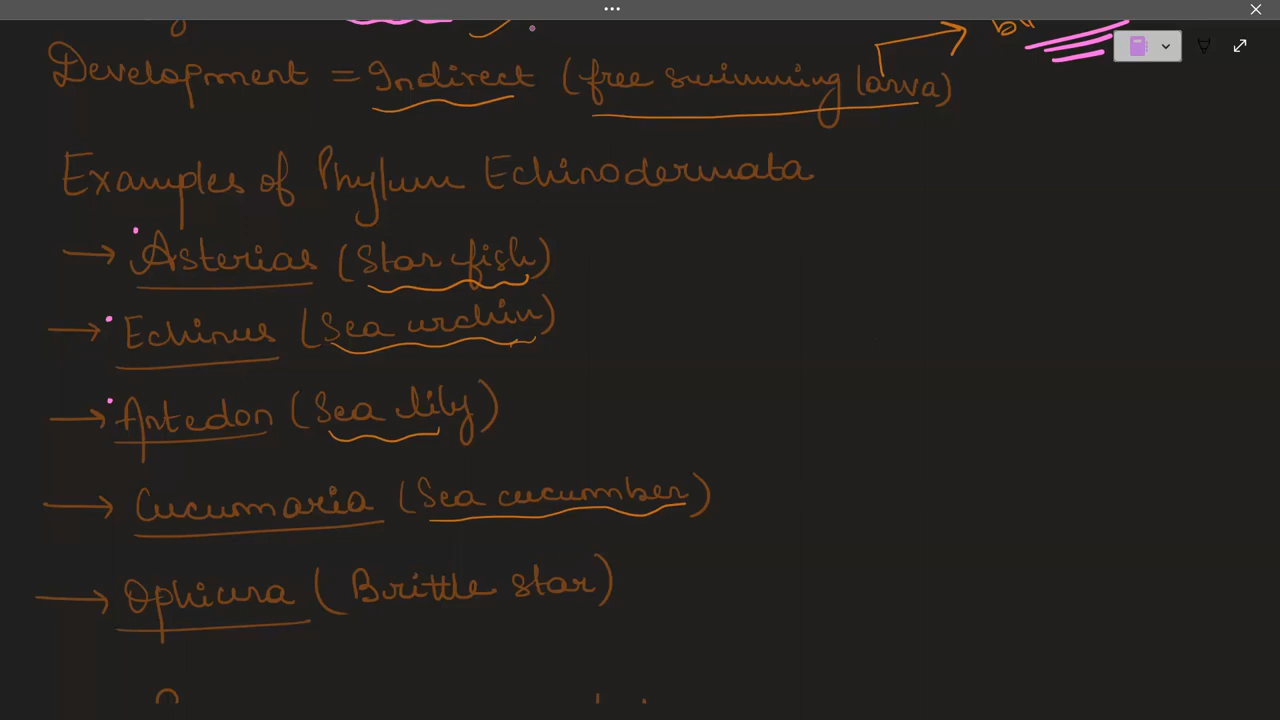 Development = Indirect (free swimming larva)
Examples of Phylum Echinodermata
→ Asterias (Star fish)
→ Echinus (Sea urchin)
→ Antedon (Sea lily)
→ Cucumaria (Sea cucumber)
→ Ophiura (Brittle star)